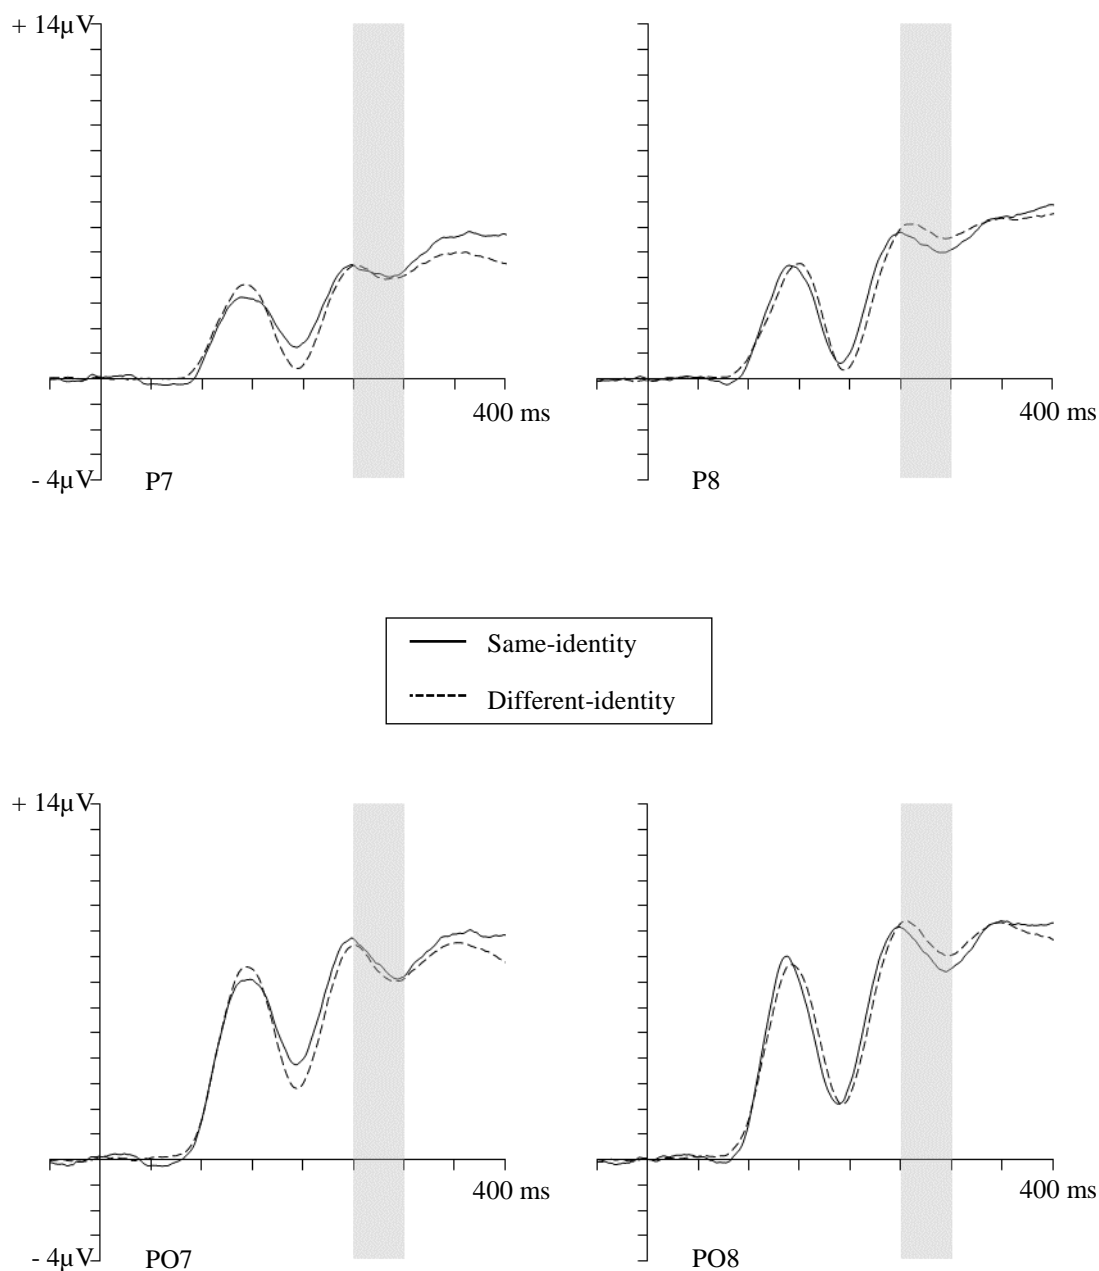 + 14µV
400 ms
400 ms
- 4µV
P7
P8
Same-identity
Different-identity
+ 14µV
400 ms
400 ms
- 4µV
PO7
PO8